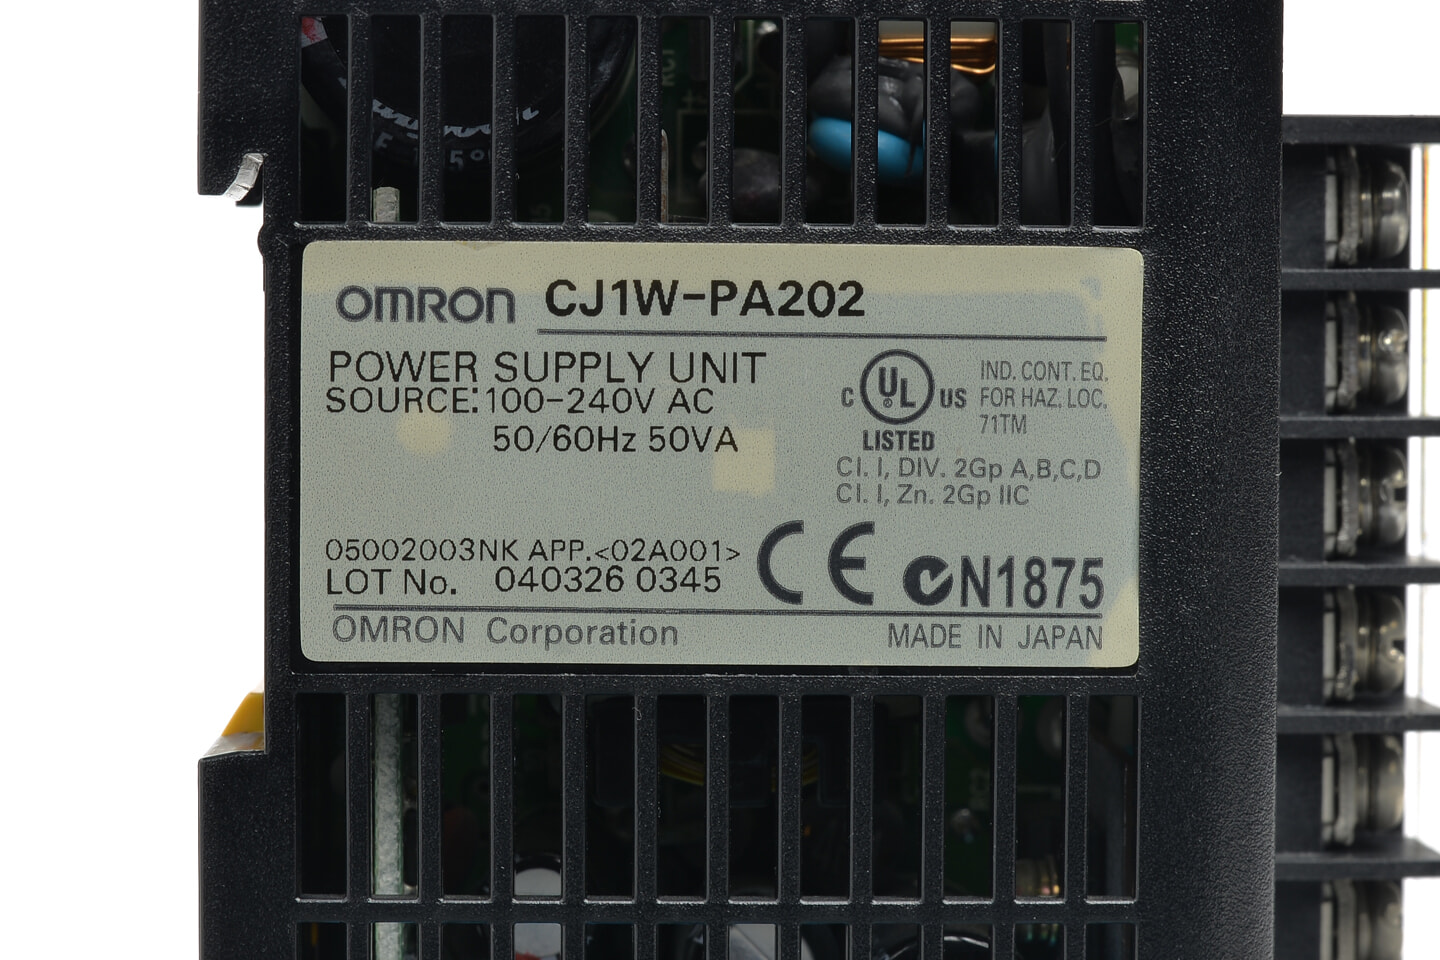 OMRON CJ1W-PA202
POWER SUPPLY UNIT
SOURCE: 100-240V AC
50/60Hz 50VA
C UL US
LISTED
IND. CONT. EQ.
FOR HAZ. LOC.
71TM
Cl. I, DIV. 2Gp A,B,C,D
Cl. I, Zn. 2Gp IIC
05002003NK APP.<02A001>
LOT No. 040326 0345
CE N1875
OMRON Corporation
MADE IN JAPAN